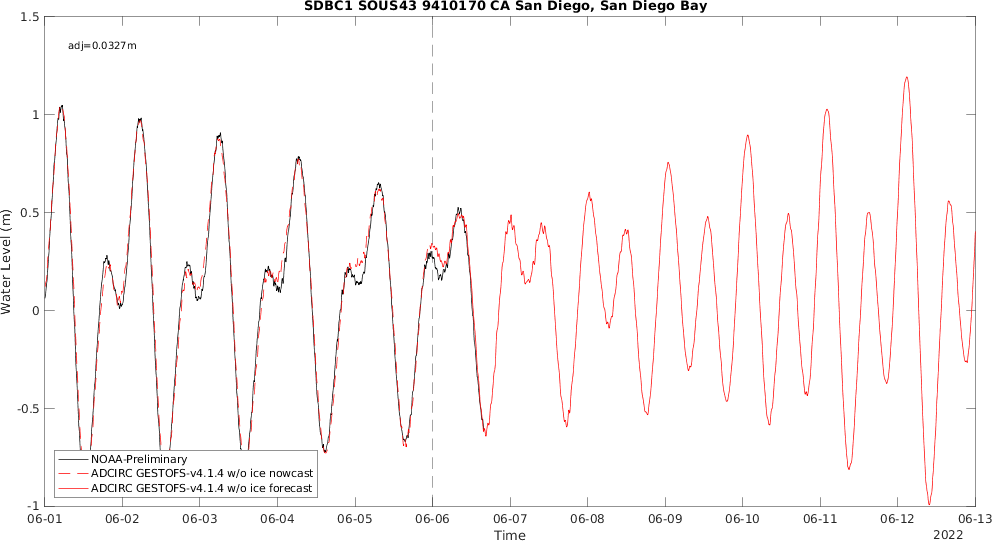 SDBC1 SOUS43 9410170 CA San Diego, San Diego Bay
1.5
adj=0.0327m
1
0.5
0
-0.5
-1
Water Level (m)
NOAA-Preliminary
ADCIRC GESTOFS-v4.1.4 w/o ice nowcast
ADCIRC GESTOFS-v4.1.4 w/o ice forecast
06-01 06-02 06-03 06-04 06-05 06-06 06-07 06-08 06-09 06-10 06-11 06-12 06-13
Time
2022